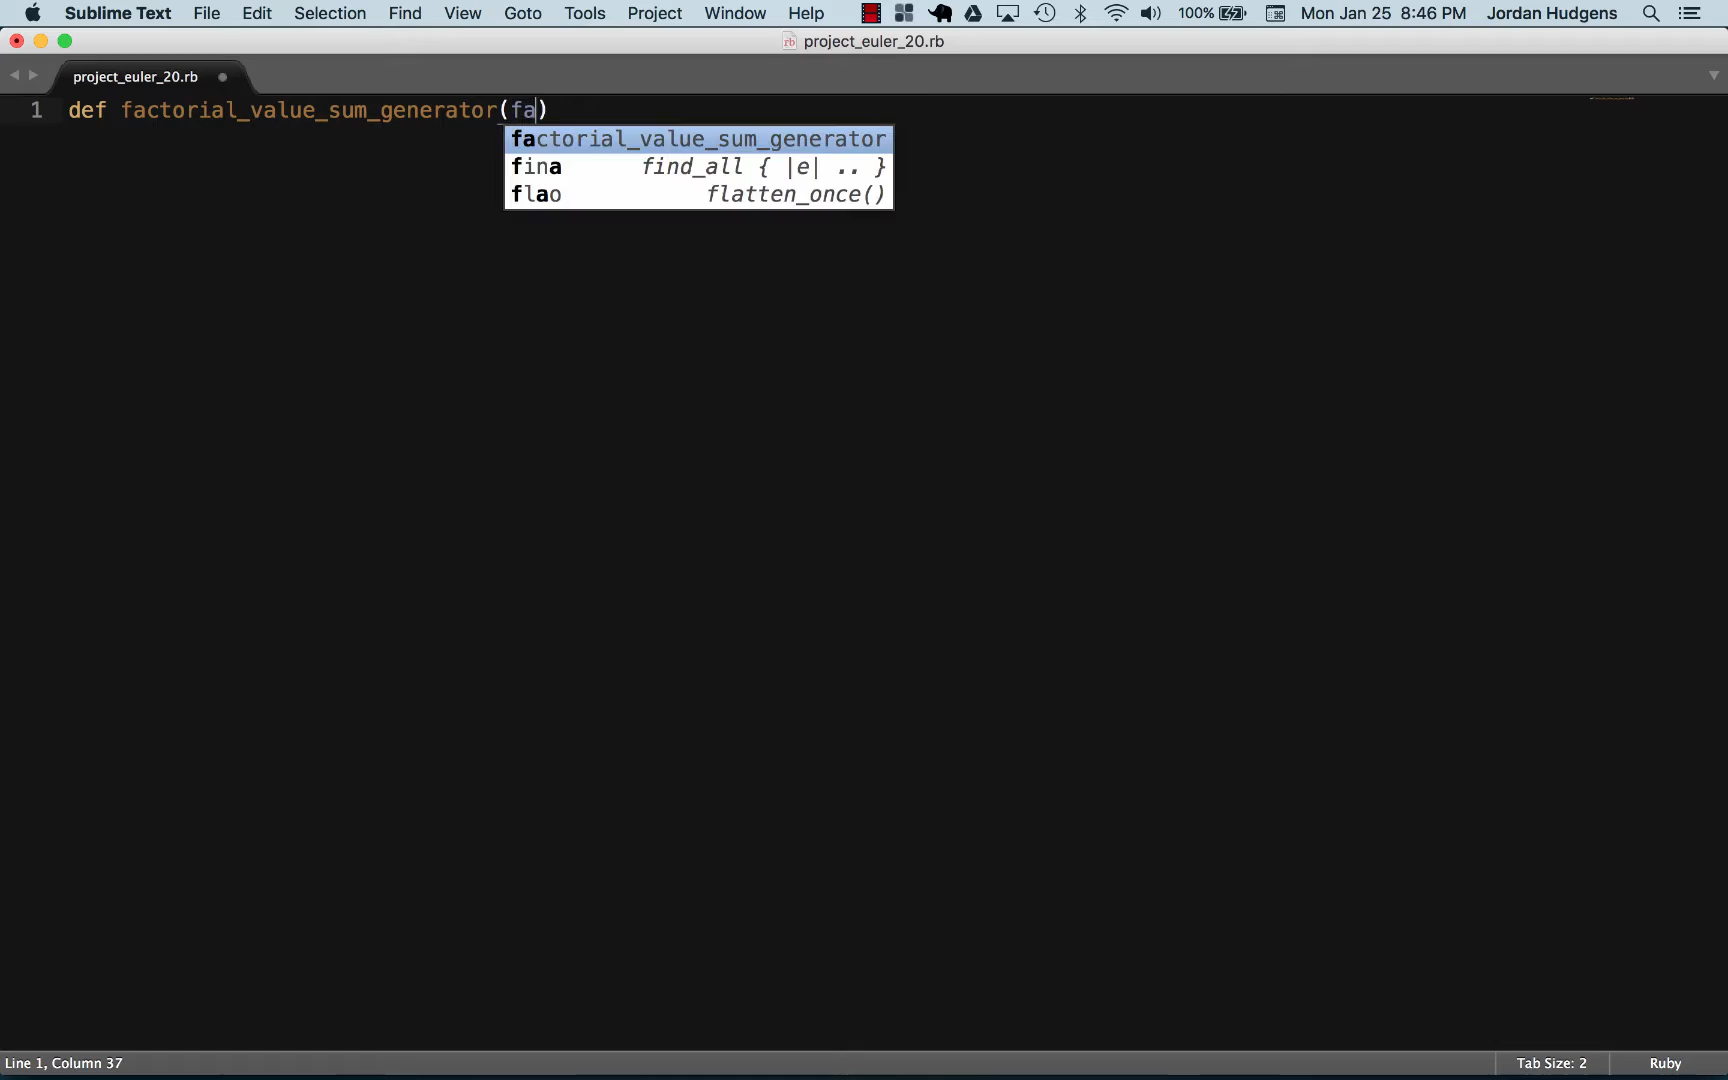 Sublime Text File Edit Selection Find View Goto Tools Project Window Help 100% Mon Jan 25 8:46 PM Jordan Hudgens
project_euler_20.rb
project_euler_20.rb
1 def factorial_value_sum_generator(fa)
factorial_value_sum_generator
fina find_all { |e| .. }
flao flatten_once()
Line 1, Column 37 Tab Size: 2 Ruby